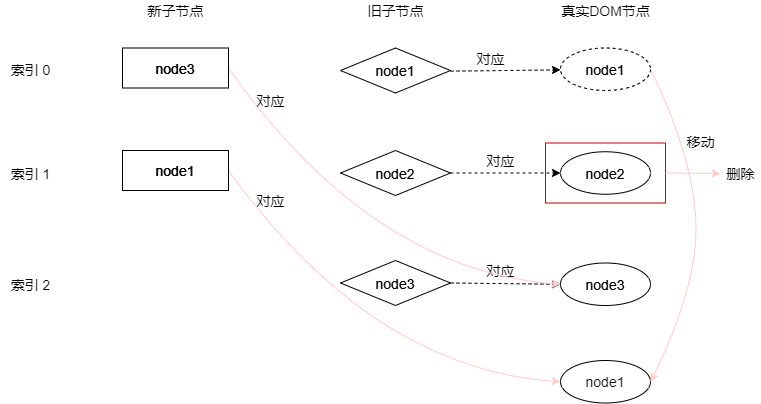 新子节点 旧子节点 真实DOM节点
索引 0 node3 node1 对应 node1
对应
移动
索引 1 node1 node2 对应 node2 删除
对应
索引 2 node3 对应 node3
node1